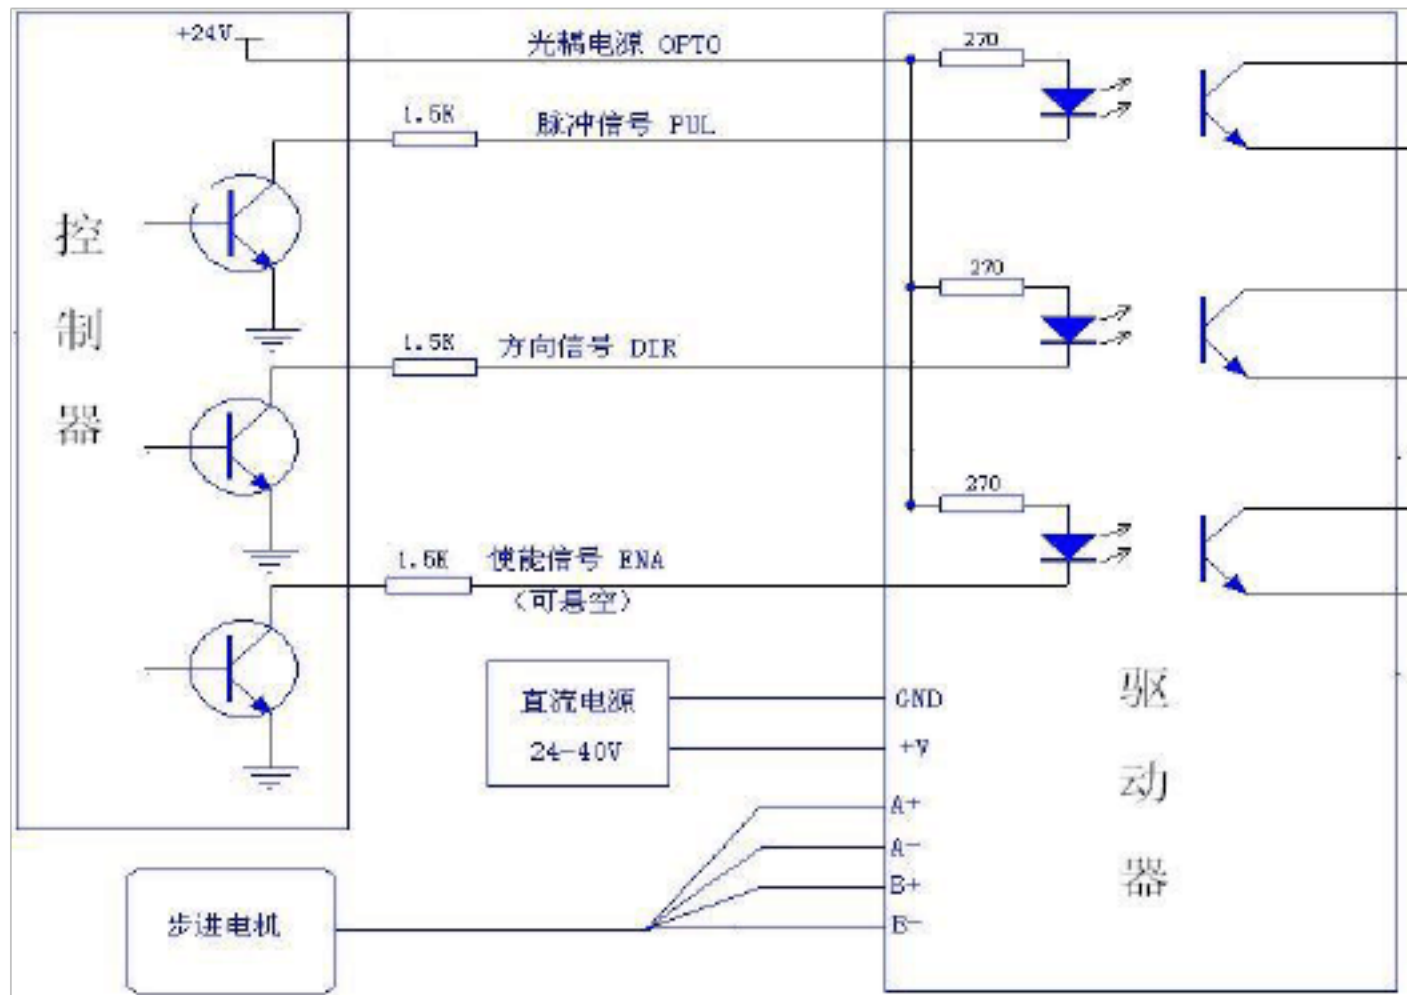 +24V
光耦电源 OPTO
270
1.5K
脉冲信号 PUL
控
制
器
270
1.5K
方向信号 DIR
270
1.5K
使能信号 ENA
（可悬空）
直流电源
24-40V
GND
+V
A+
A-
B+
B-
驱
动
器
步进电机